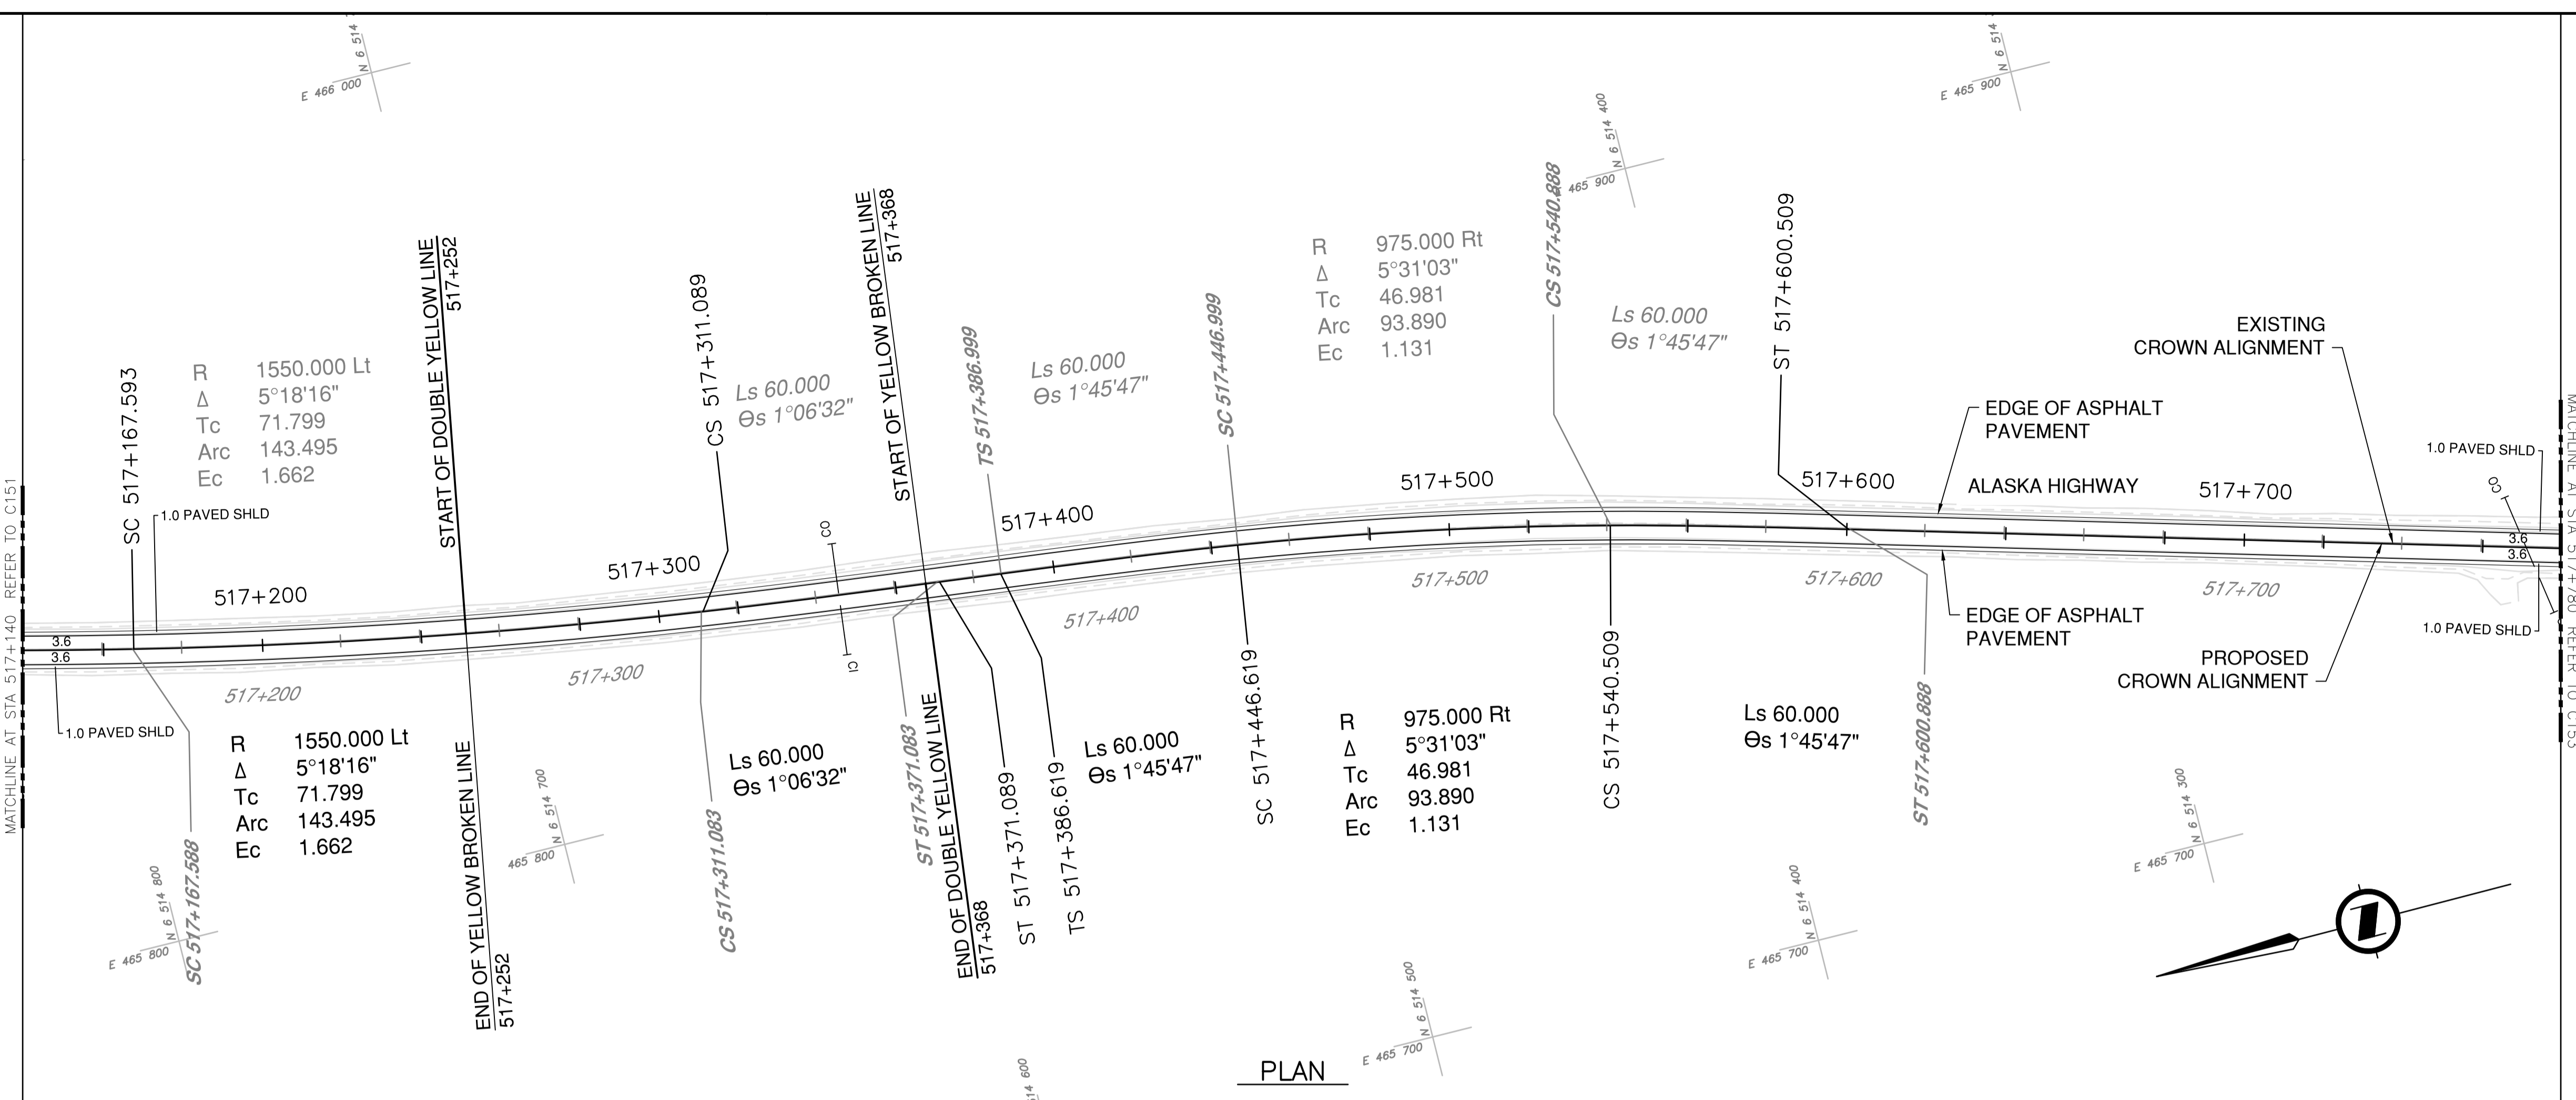 MATCHLINE AT STA 517+140 REFER TO C151
E 466 000
N 6 514
E 465 900
N 6 514
465 900
N 6 514 400
SC 517+167.593
R 1550.000 Lt
Δ 5°18'16"
Tc 71.799
Arc 143.495
Ec 1.662
1.0 PAVED SHLD
START OF DOUBLE YELLOW LINE
517+252
CS 517+311.089
Ls 60.000
Θs 1°06'32"
START OF YELLOW BROKEN LINE
517+368
TS 517+386.999
Ls 60.000
Θs 1°45'47"
SC 517+446.999
R 975.000 Rt
Δ 5°31'03"
Tc 46.981
Arc 93.890
Ec 1.131
CS 517+540.888
Ls 60.000
Θs 1°45'47"
ST 517+600.509
EXISTING
CROWN ALIGNMENT
EDGE OF ASPHALT
PAVEMENT
ALASKA HIGHWAY
1.0 PAVED SHLD
CO
517+200
517+300
CO
517+400
517+500
517+600
517+700
3.6
3.6
3.6
3.6
CI
517+200
517+300
517+400
517+500
517+600
517+700
1.0 PAVED SHLD
R 1550.000 Lt
Δ 5°18'16"
Tc 71.799
Arc 143.495
Ec 1.662
SC 517+167.588
E 465 800
N 6 514 800
END OF YELLOW BROKEN LINE
517+252
465 800
N 6 514 700
CS 517+311.083
Ls 60.000
Θs 1°06'32"
ST 517+371.083
END OF DOUBLE YELLOW LINE
517+368
ST 517+371.089
TS 517+386.619
Ls 60.000
Θs 1°45'47"
SC 517+446.619
R 975.000 Rt
Δ 5°31'03"
Tc 46.981
Arc 93.890
Ec 1.131
CS 517+540.509
Ls 60.000
Θs 1°45'47"
ST 517+600.888
EDGE OF ASPHALT
PAVEMENT
PROPOSED
CROWN ALIGNMENT
1.0 PAVED SHLD
E 465 700
N 6 514 300
E 465 700
N 6 514 400
E 465 700
N 6 514 500
514 600
PLAN
MATCHLINE AT STA 517+780 REFER TO C153